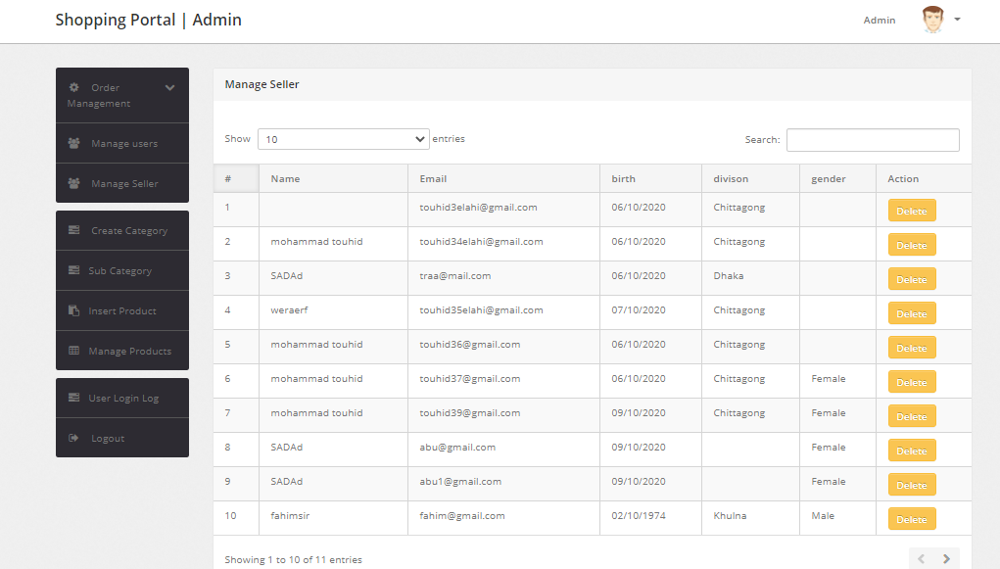 Shopping Portal | Admin
Admin
Order
Management
Manage users
Manage Seller
Create Category
Sub Category
Insert Product
Manage Products
User Login Log
Logout
Manage Seller
Show 10 entries
Search:
# Name Email birth divison gender Action
1 touhid3elahi@gmail.com 06/10/2020 Chittagong Delete
2 mohammad touhid touhid34elahi@gmail.com 06/10/2020 Chittagong Delete
3 SADAd traa@mail.com 06/10/2020 Dhaka Delete
4 weraerf touhid35elahi@gmail.com 07/10/2020 Chittagong Delete
5 mohammad touhid touhid36@gmail.com 06/10/2020 Chittagong Delete
6 mohammad touhid touhid37@gmail.com 06/10/2020 Chittagong Female Delete
7 mohammad touhid touhid39@gmail.com 09/10/2020 Chittagong Female Delete
8 SADAd abu@gmail.com 09/10/2020 Female Delete
9 SADAd abu1@gmail.com 09/10/2020 Female Delete
10 fahimsir fahim@gmail.com 02/10/1974 Khulna Male Delete
Showing 1 to 10 of 11 entries